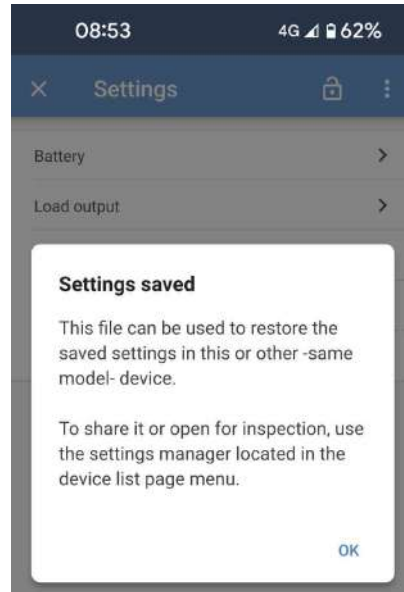 08:53
4G 62%
Settings
Battery
Load output
Settings saved
This file can be used to restore the
saved settings in this or other -same
model- device.
To share it or open for inspection, use
the settings manager located in the
device list page menu.
OK